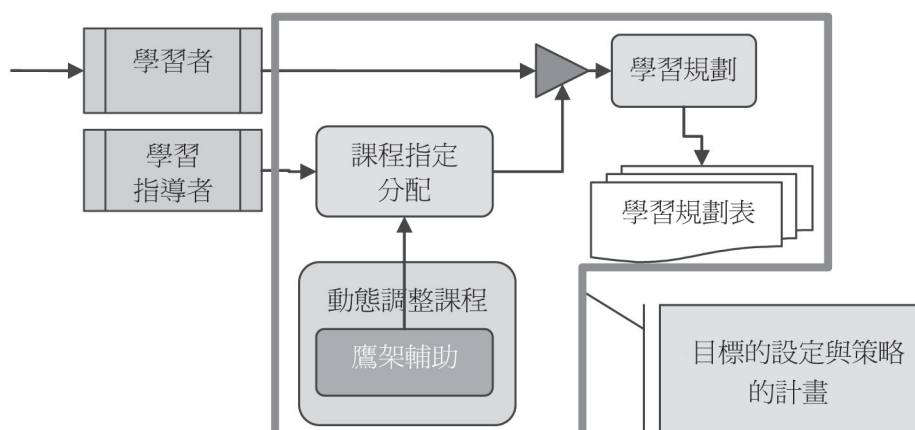 學習者
學習規劃
學習
指導者
課程指定
分配
學習規劃表
動態調整課程
鷹架輔助
目標的設定與策略
的計畫